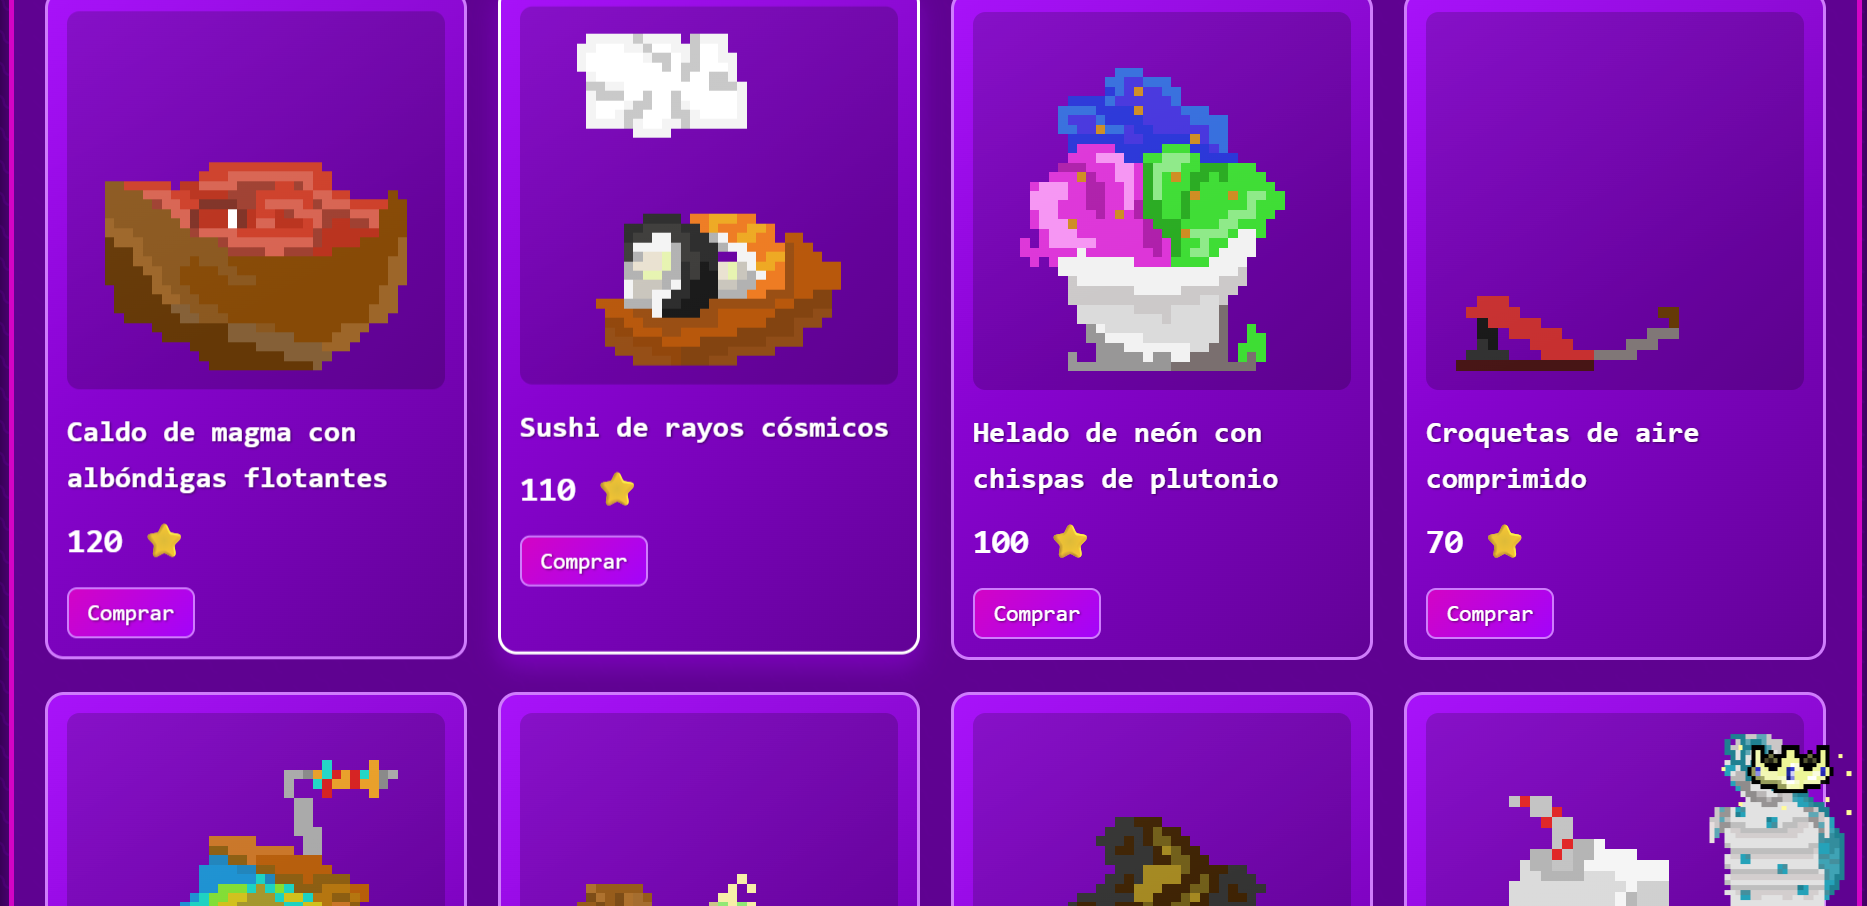 Caldo de magma con
albóndigas flotantes
120
Comprar
Sushi de rayos cósmicos
110
Comprar
Helado de neón con
chispas de plutonio
100
Comprar
Croquetas de aire
comprimido
70
Comprar